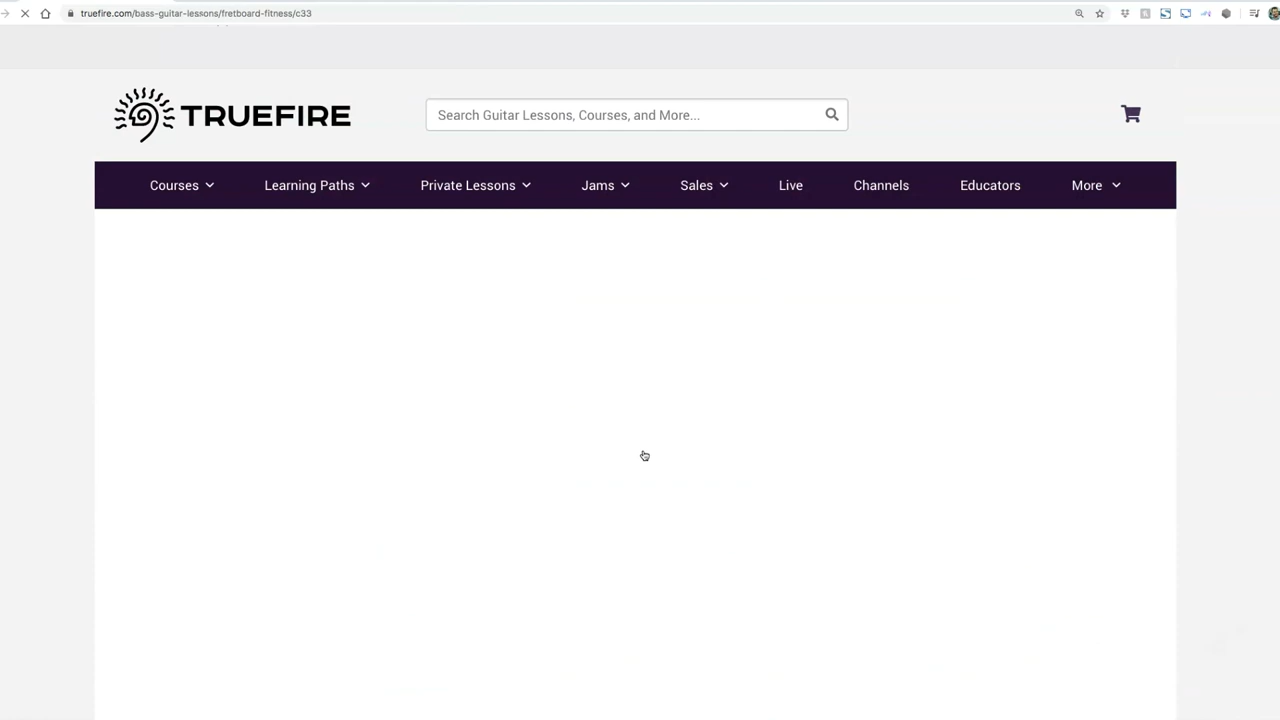 truefire.com/bass-guitar-lessons/fretboard-fitness/c33
TRUEFIRE
Search Guitar Lessons, Courses, and More...
Courses Learning Paths Private Lessons Jams Sales Live Channels Educators More